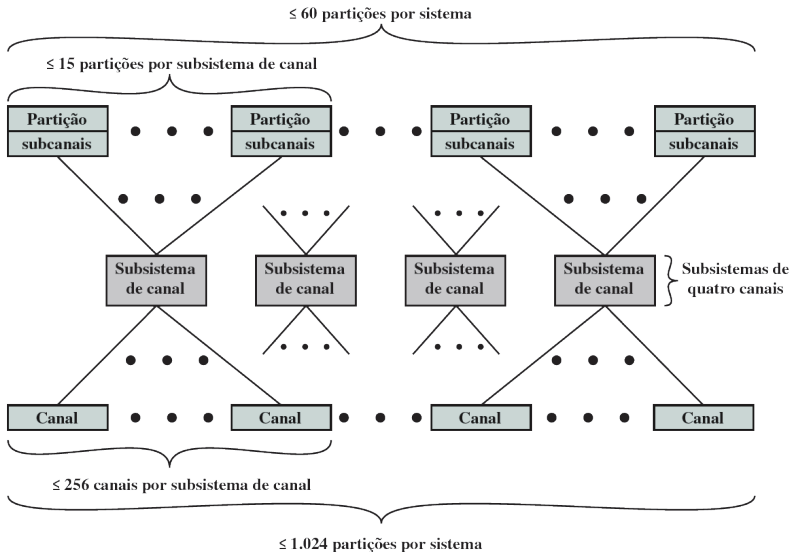 ≤ 60 partições por sistema
≤ 15 partições por subsistema de canal
Partição
subcanais
Partição
subcanais
Partição
subcanais
Partição
subcanais
Subsistema
de canal
Subsistema
de canal
Subsistema
de canal
Subsistema
de canal
Subsistemas de
quatro canais
Canal
Canal
Canal
Canal
≤ 256 canais por subsistema de canal
≤ 1.024 partições por sistema